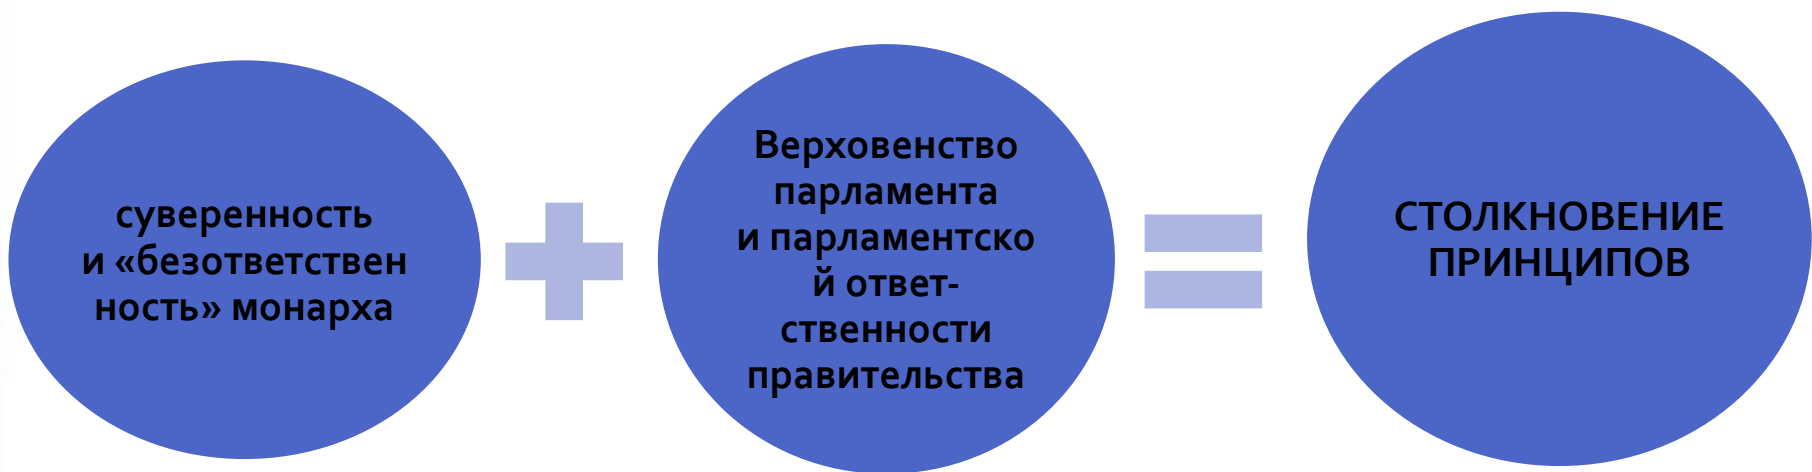 суверенность
и «безответствен
ность» монарха
Верховенство
парламента
и парламентско
й ответ-
ственности
правительства
СТОЛКНОВЕНИЕ
ПРИНЦИПОВ